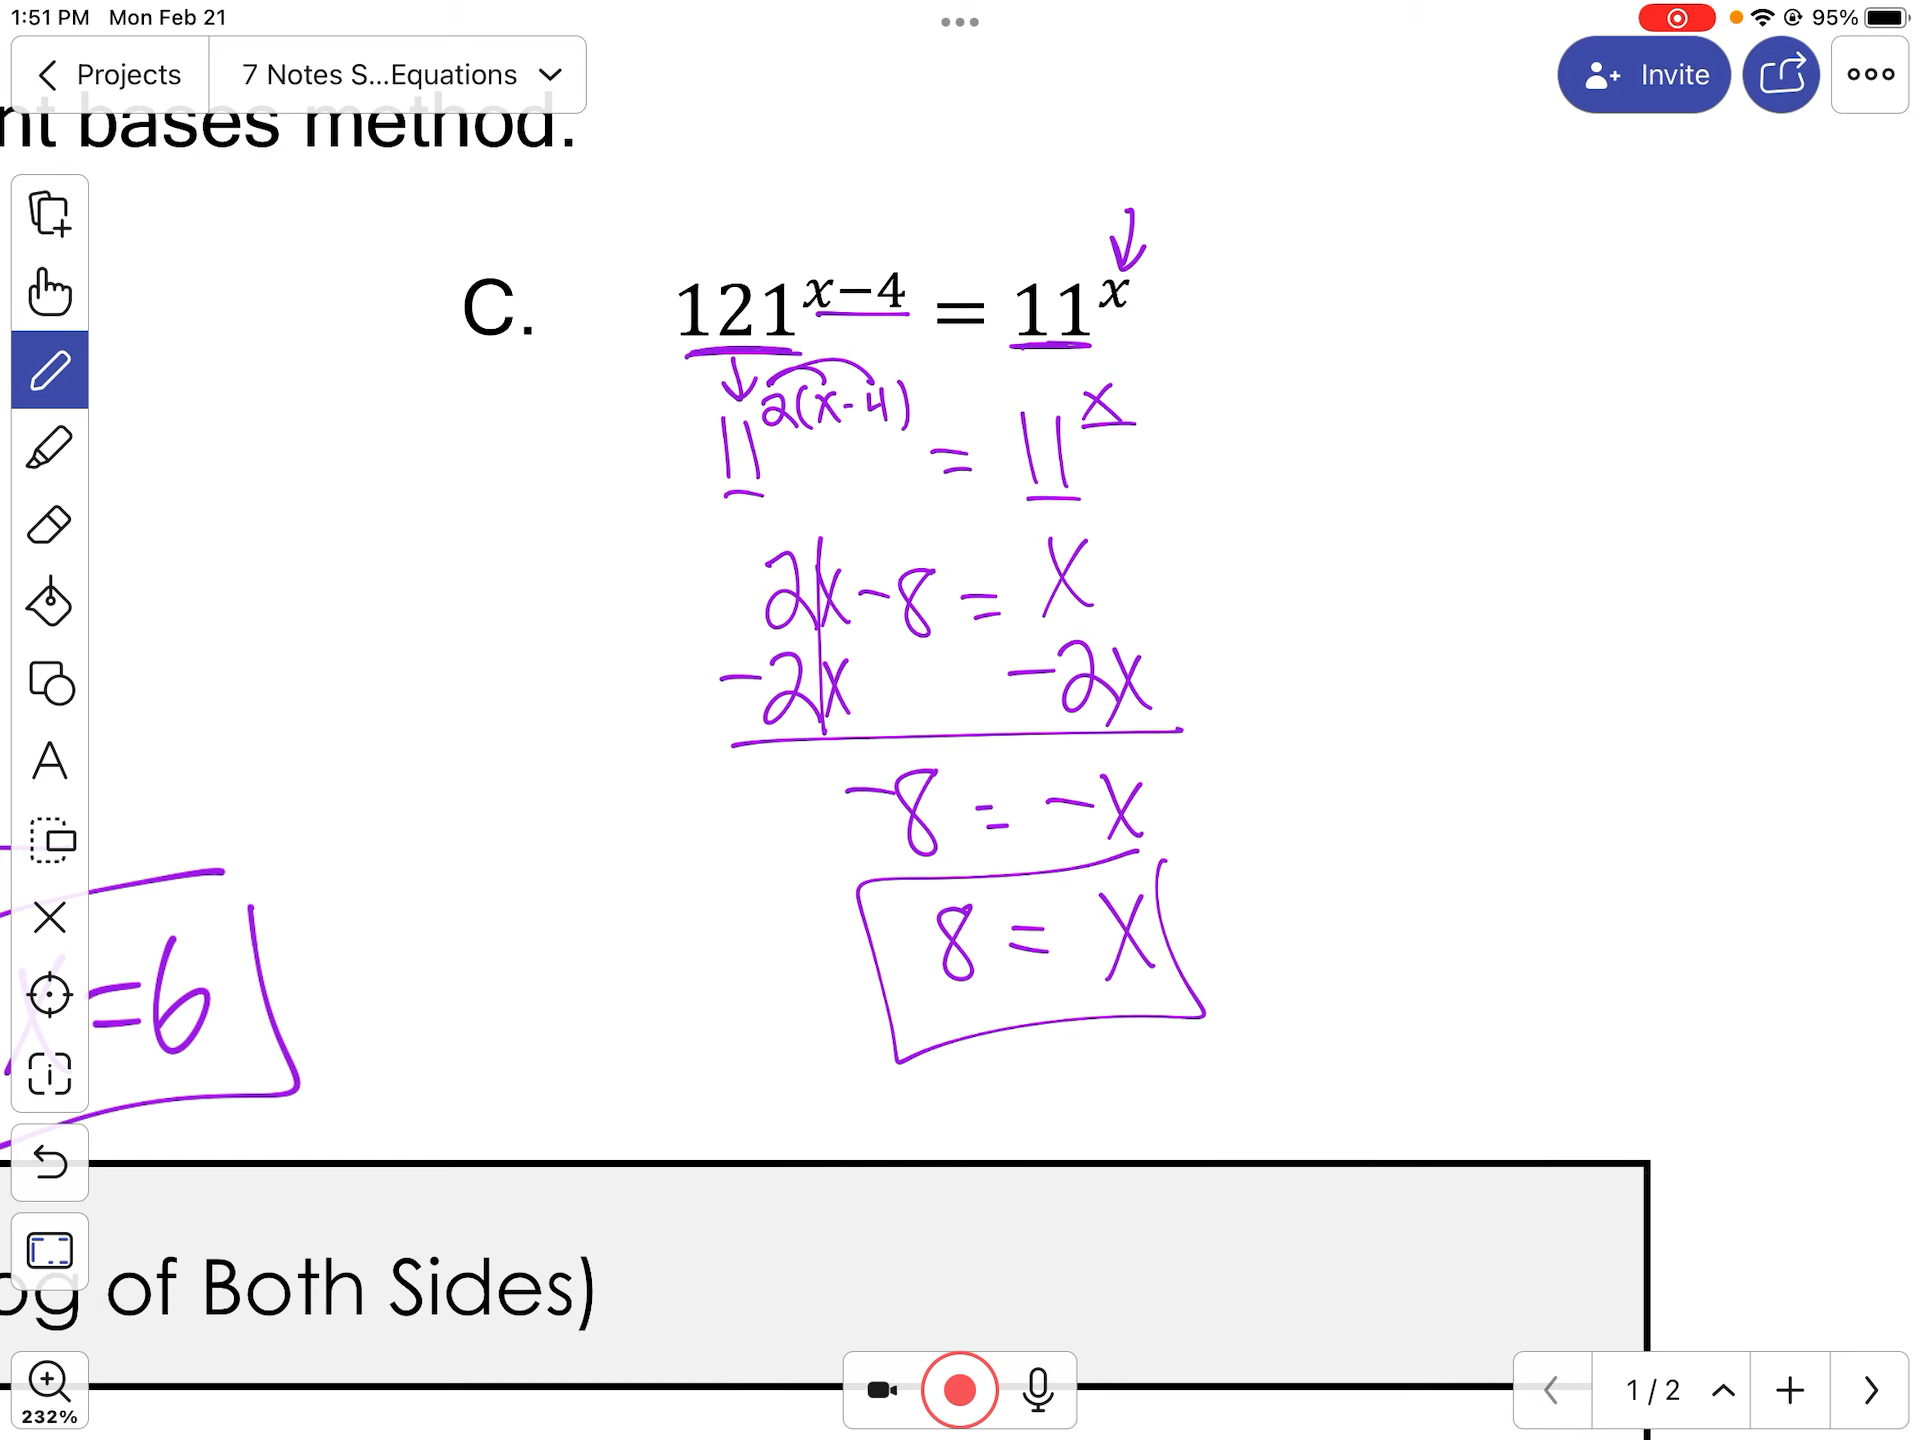 1:51 PM Mon Feb 21
95%
Projects
7 Notes S...Equations
Invite
nt bases method.
C. 121^{x-4} = 11^{x}
11^{2(x-4)} = 11^{x}
2x-8 = x
-2x -2x
-8 = -x
8 = x
x=6
og of Both Sides)
232%
1/2